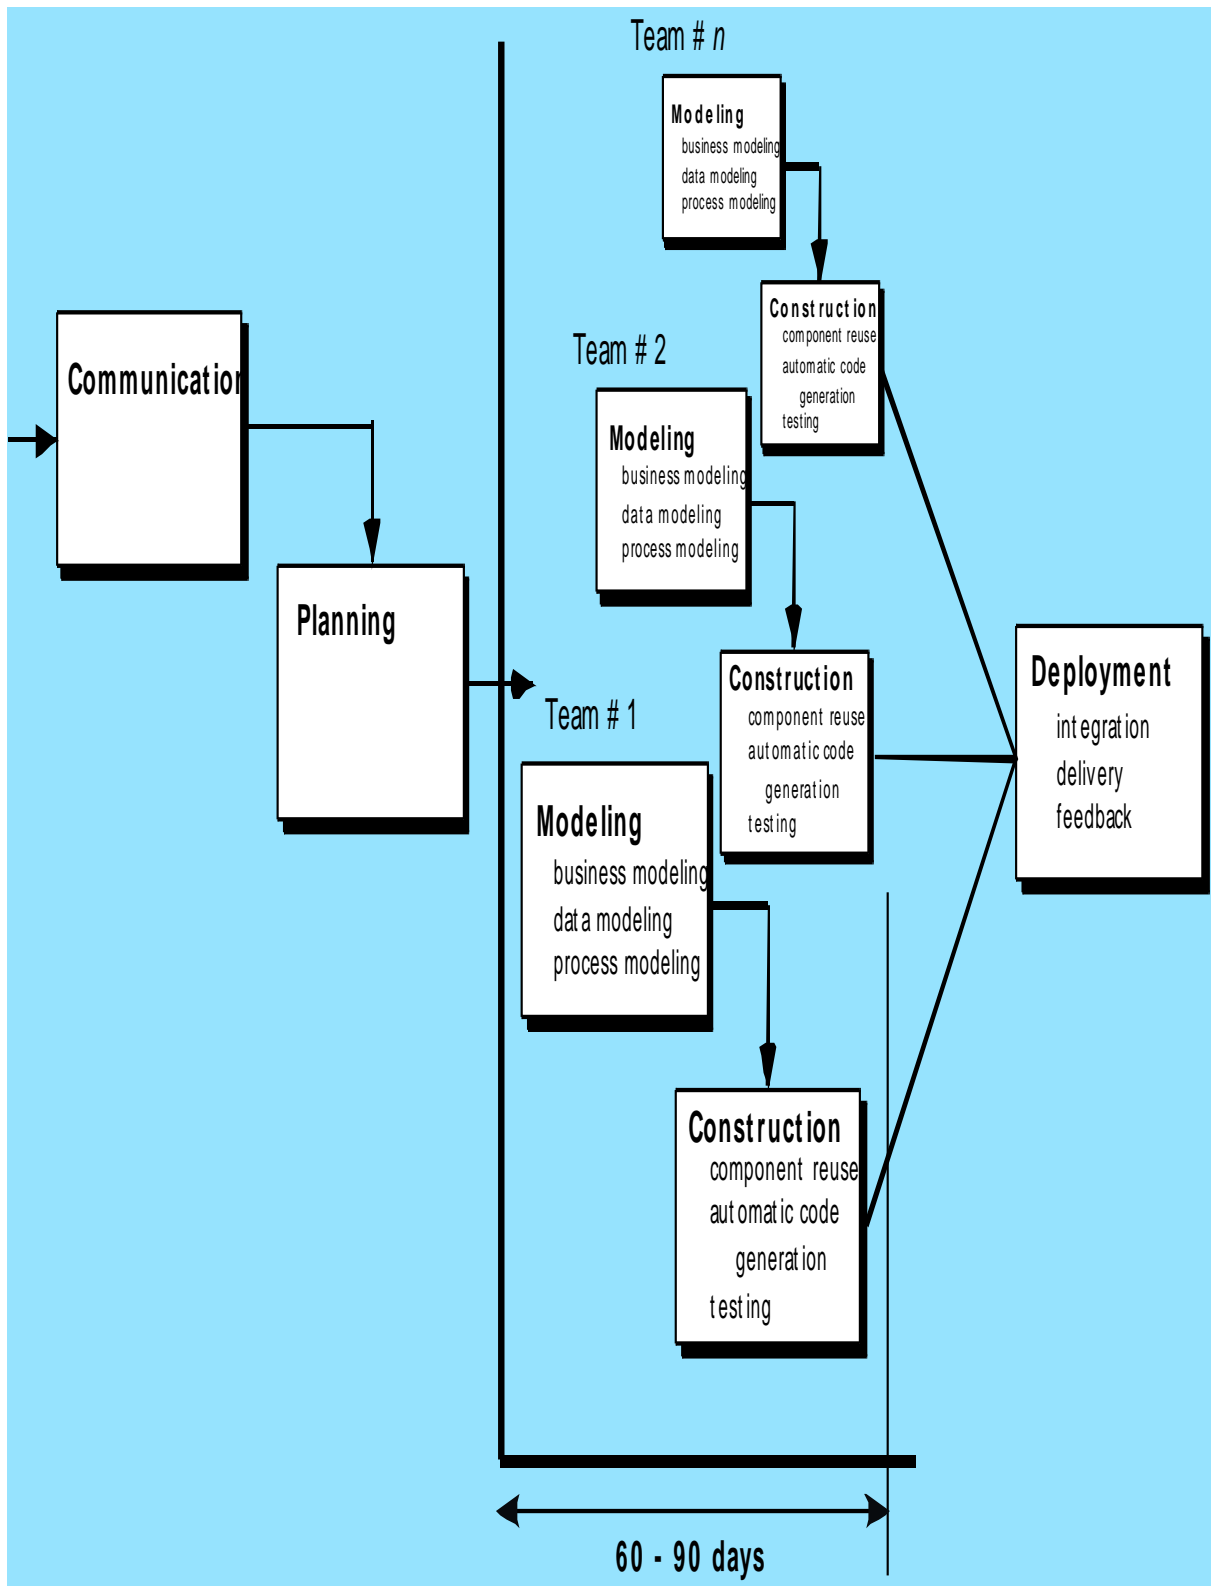 Team # n
Modeling
business modeling
data modeling
process modeling
Construction
component reuse
automatic code
generation
testing
Communication
Team # 2
Modeling
business modeling
data modeling
process modeling
Planning
Construction
component reuse
automatic code
generation
testing
Team # 1
Modeling
business modeling
data modeling
process modeling
Construction
component reuse
automatic code
generation
testing
Deployment
integration
delivery
feedback
60 - 90 days